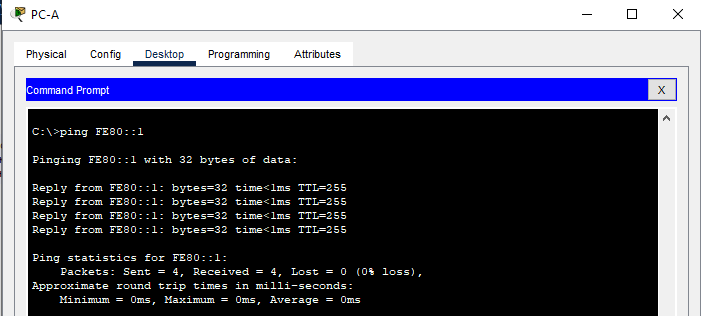 PC-A
Physical Config Desktop Programming Attributes
Command Prompt X
C:\>ping FE80::1
Pinging FE80::1 with 32 bytes of data:
Reply from FE80::1: bytes=32 time<1ms TTL=255
Reply from FE80::1: bytes=32 time<1ms TTL=255
Reply from FE80::1: bytes=32 time<1ms TTL=255
Reply from FE80::1: bytes=32 time<1ms TTL=255
Ping statistics for FE80::1:
Packets: Sent = 4, Received = 4, Lost = 0 (0% loss),
Approximate round trip times in milli-seconds:
Minimum = 0ms, Maximum = 0ms, Average = 0ms